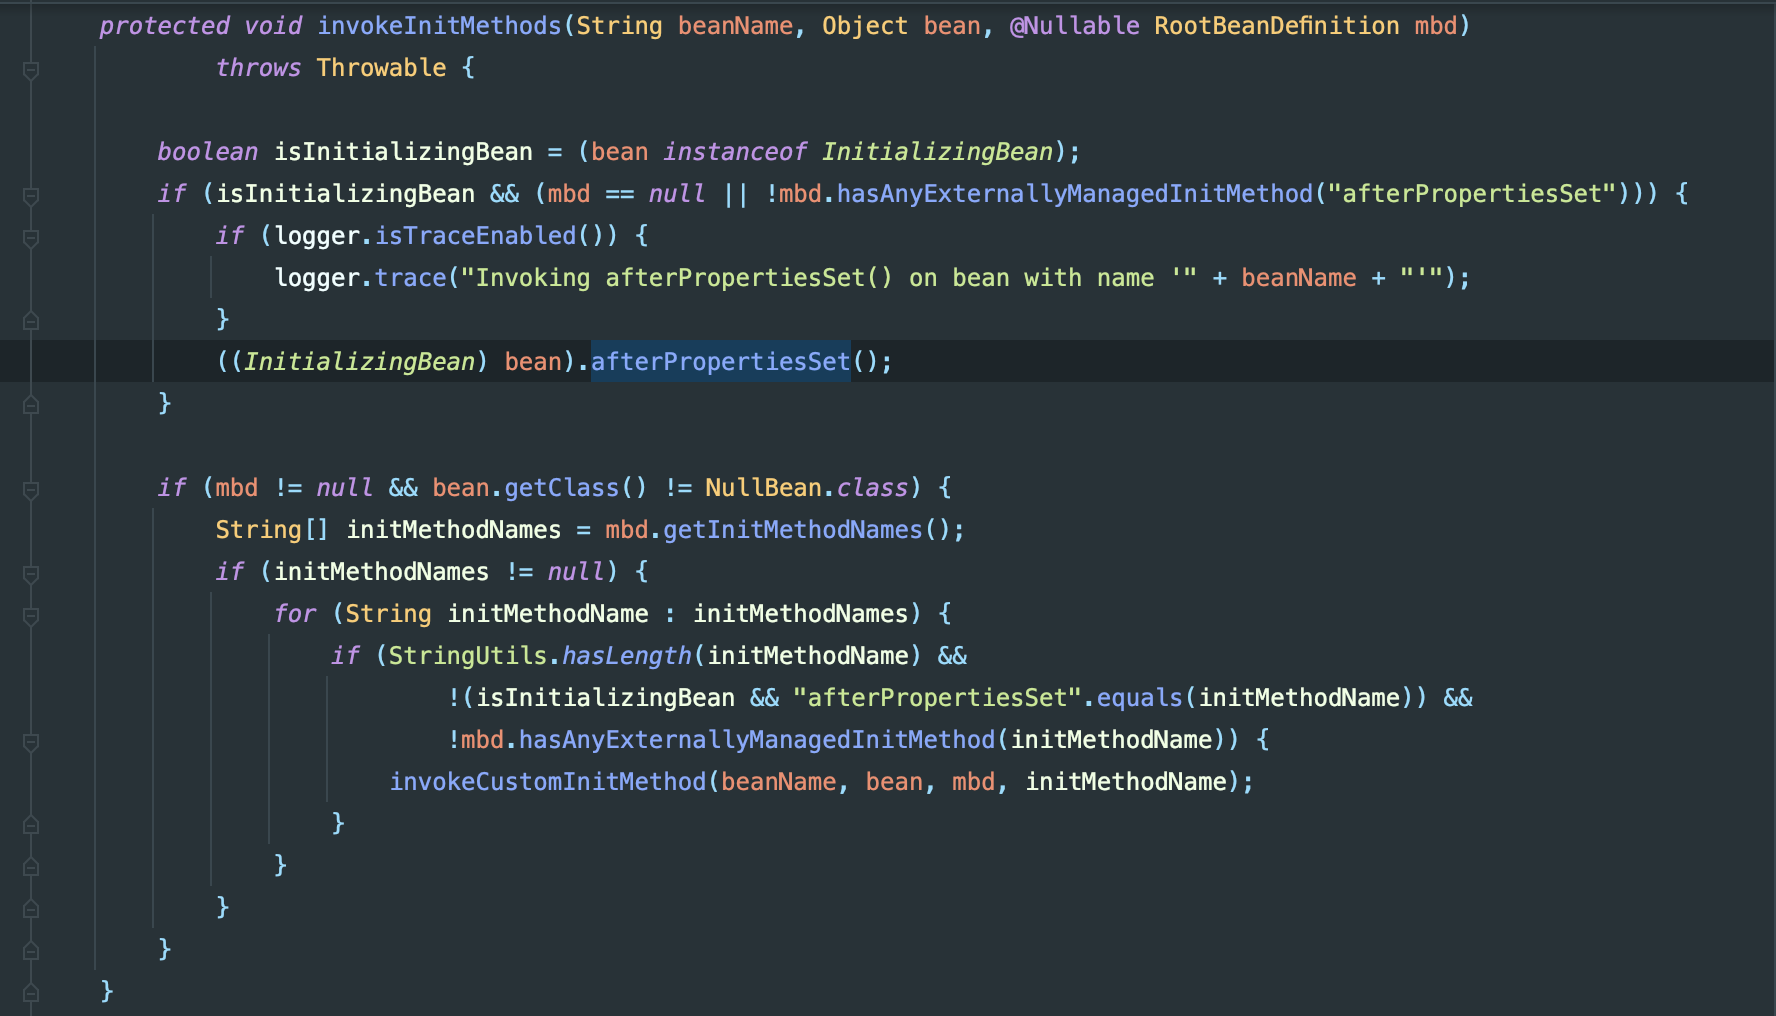 protected void invokeInitMethods(String beanName, Object bean, @Nullable RootBeanDefinition mbd)
throws Throwable {
boolean isInitializingBean = (bean instanceof InitializingBean);
if (isInitializingBean && (mbd == null || !mbd.hasAnyExternallyManagedInitMethod("afterPropertiesSet"))) {
if (logger.isTraceEnabled()) {
logger.trace("Invoking afterPropertiesSet() on bean with name '" + beanName + "'");
}
((InitializingBean) bean).afterPropertiesSet();
}
if (mbd != null && bean.getClass() != NullBean.class) {
String[] initMethodNames = mbd.getInitMethodNames();
if (initMethodNames != null) {
for (String initMethodName : initMethodNames) {
if (StringUtils.hasLength(initMethodName) &&
!(isInitializingBean && "afterPropertiesSet".equals(initMethodName)) &&
!mbd.hasAnyExternallyManagedInitMethod(initMethodName)) {
invokeCustomInitMethod(beanName, bean, mbd, initMethodName);
}
}
}
}
}